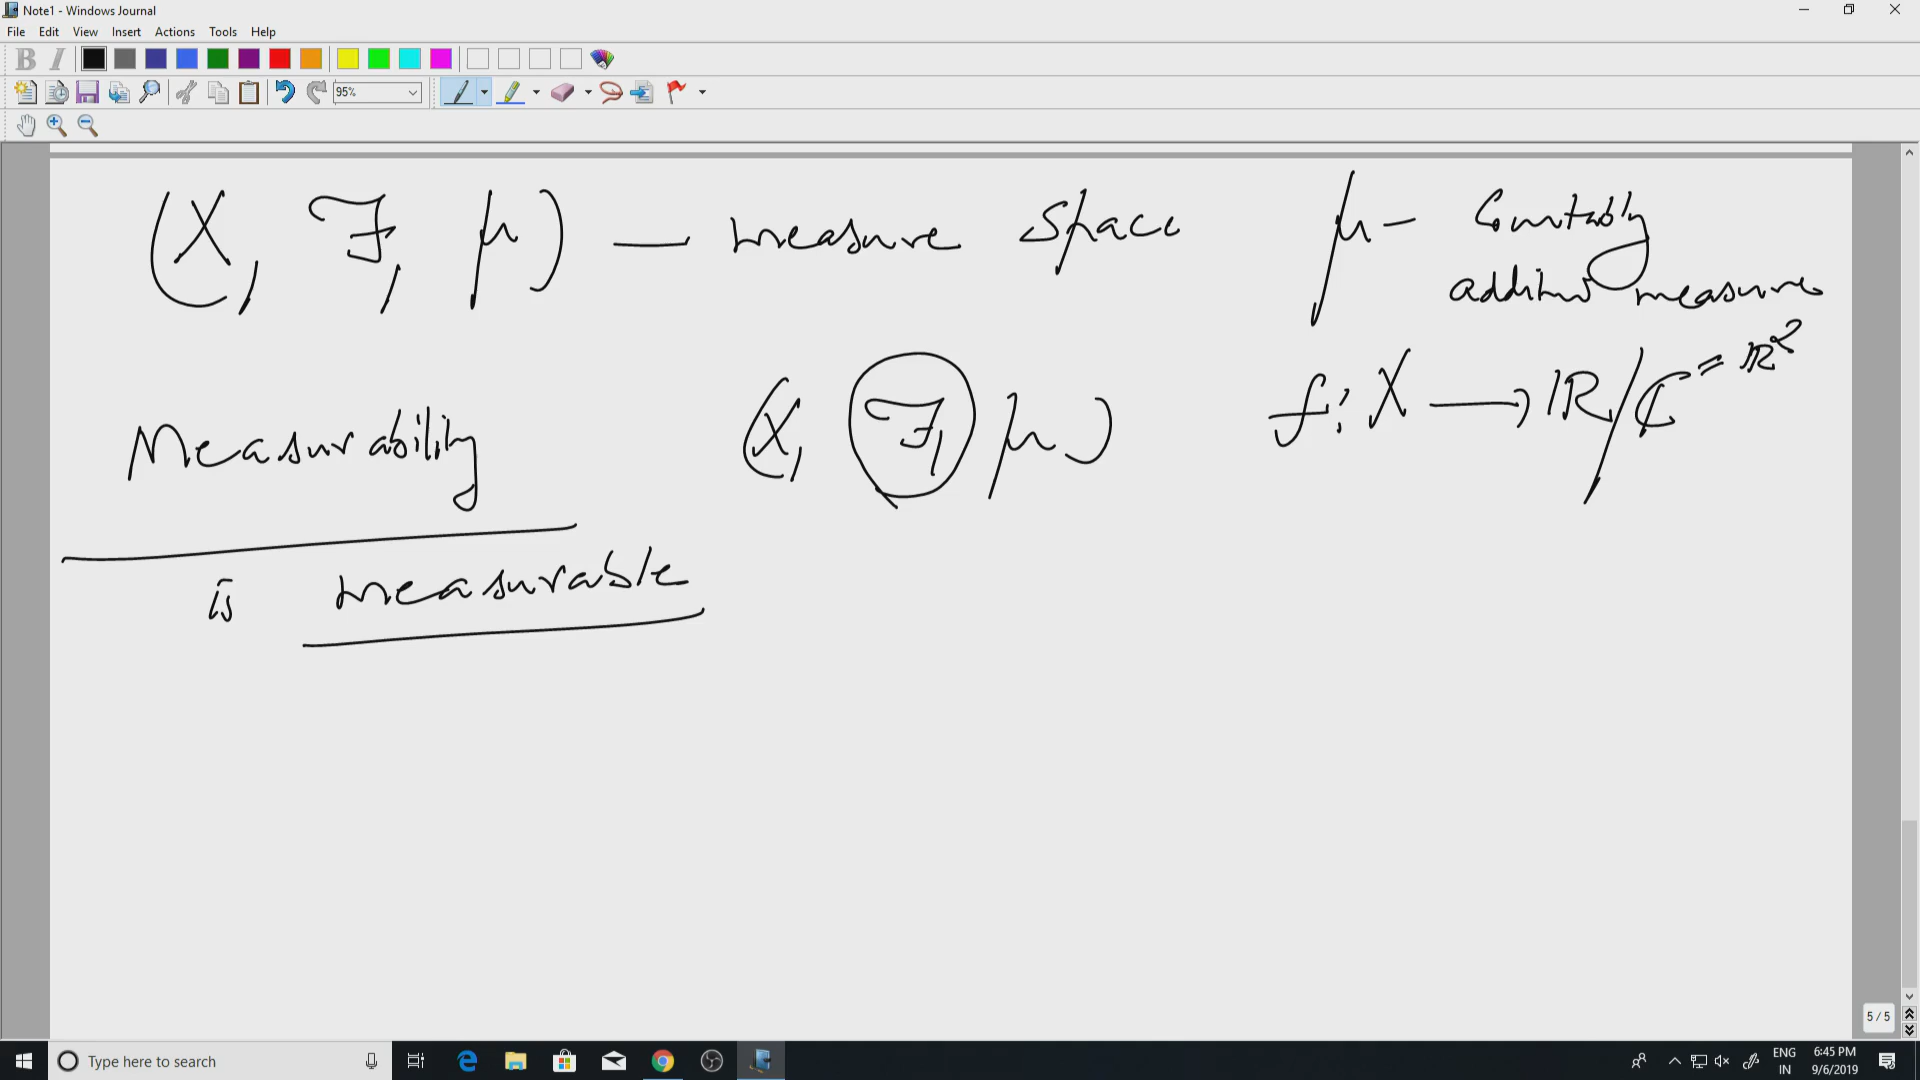 Note1 - Windows Journal
File Edit View Insert Actions Tools Help
B I
95%
(X, ℱ, μ) — measure space μ - Countably
additive measure
Measurability (X, ℱ, μ) f: X → ℝ/ℂ = ℝ²
is measurable
5 / 5
Type here to search
ENG 6:45 PM
IN 9/6/2019